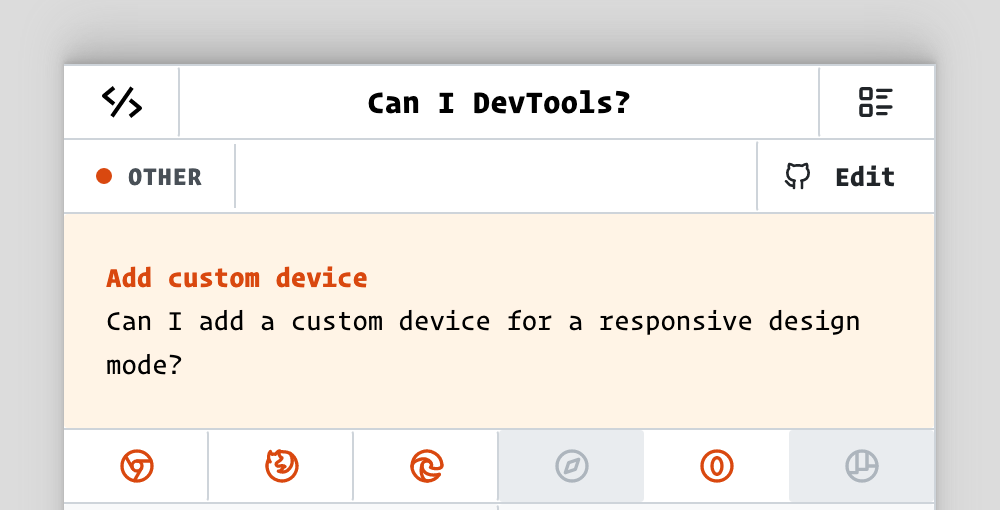 Can I DevTools?
OTHER
Edit
Add custom device
Can I add a custom device for a responsive design
mode?